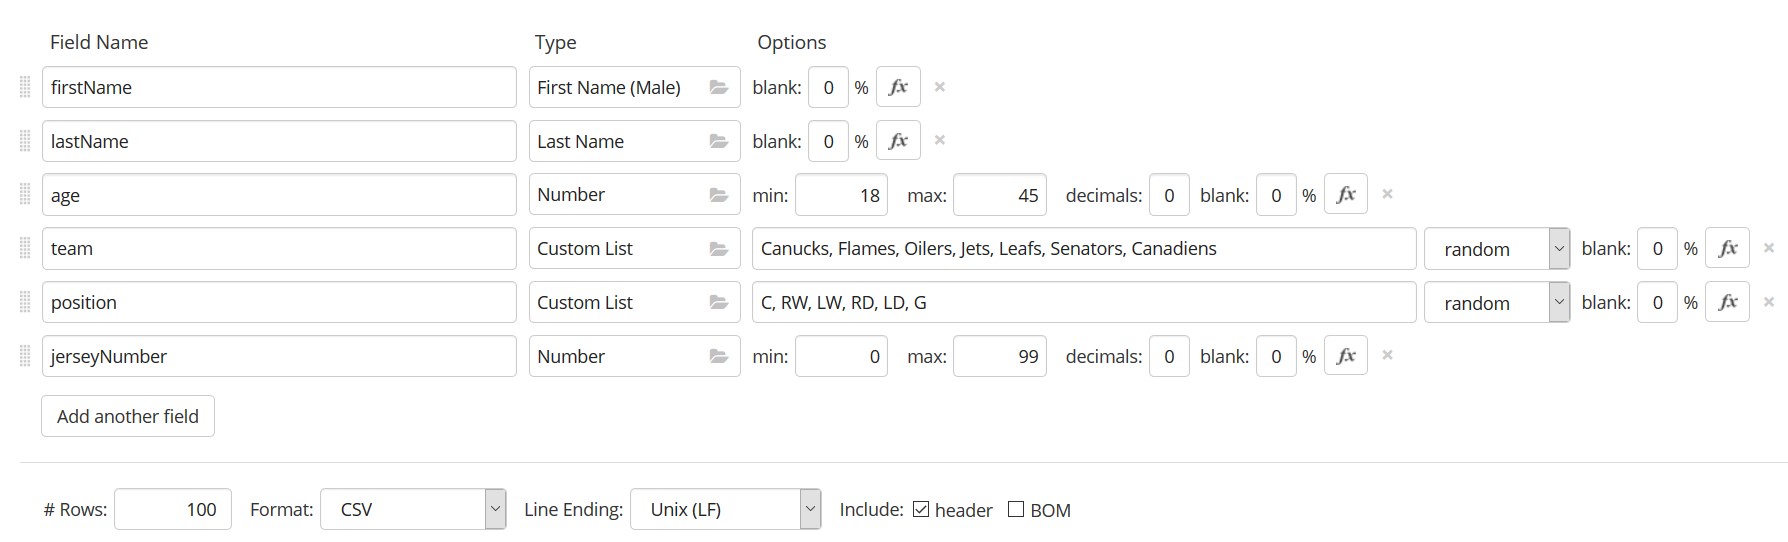 Field Name Type Options
firstName First Name (Male) blank: 0 % fx ×
lastName Last Name blank: 0 % fx ×
age Number min: 18 max: 45 decimals: 0 blank: 0 % fx ×
team Custom List Canucks, Flames, Oilers, Jets, Leafs, Senators, Canadiens random blank: 0 % fx ×
position Custom List C, RW, LW, RD, LD, G random blank: 0 % fx ×
jerseyNumber Number min: 0 max: 99 decimals: 0 blank: 0 % fx ×
Add another field
# Rows: 100 Format: CSV Line Ending: Unix (LF) Include: header BOM